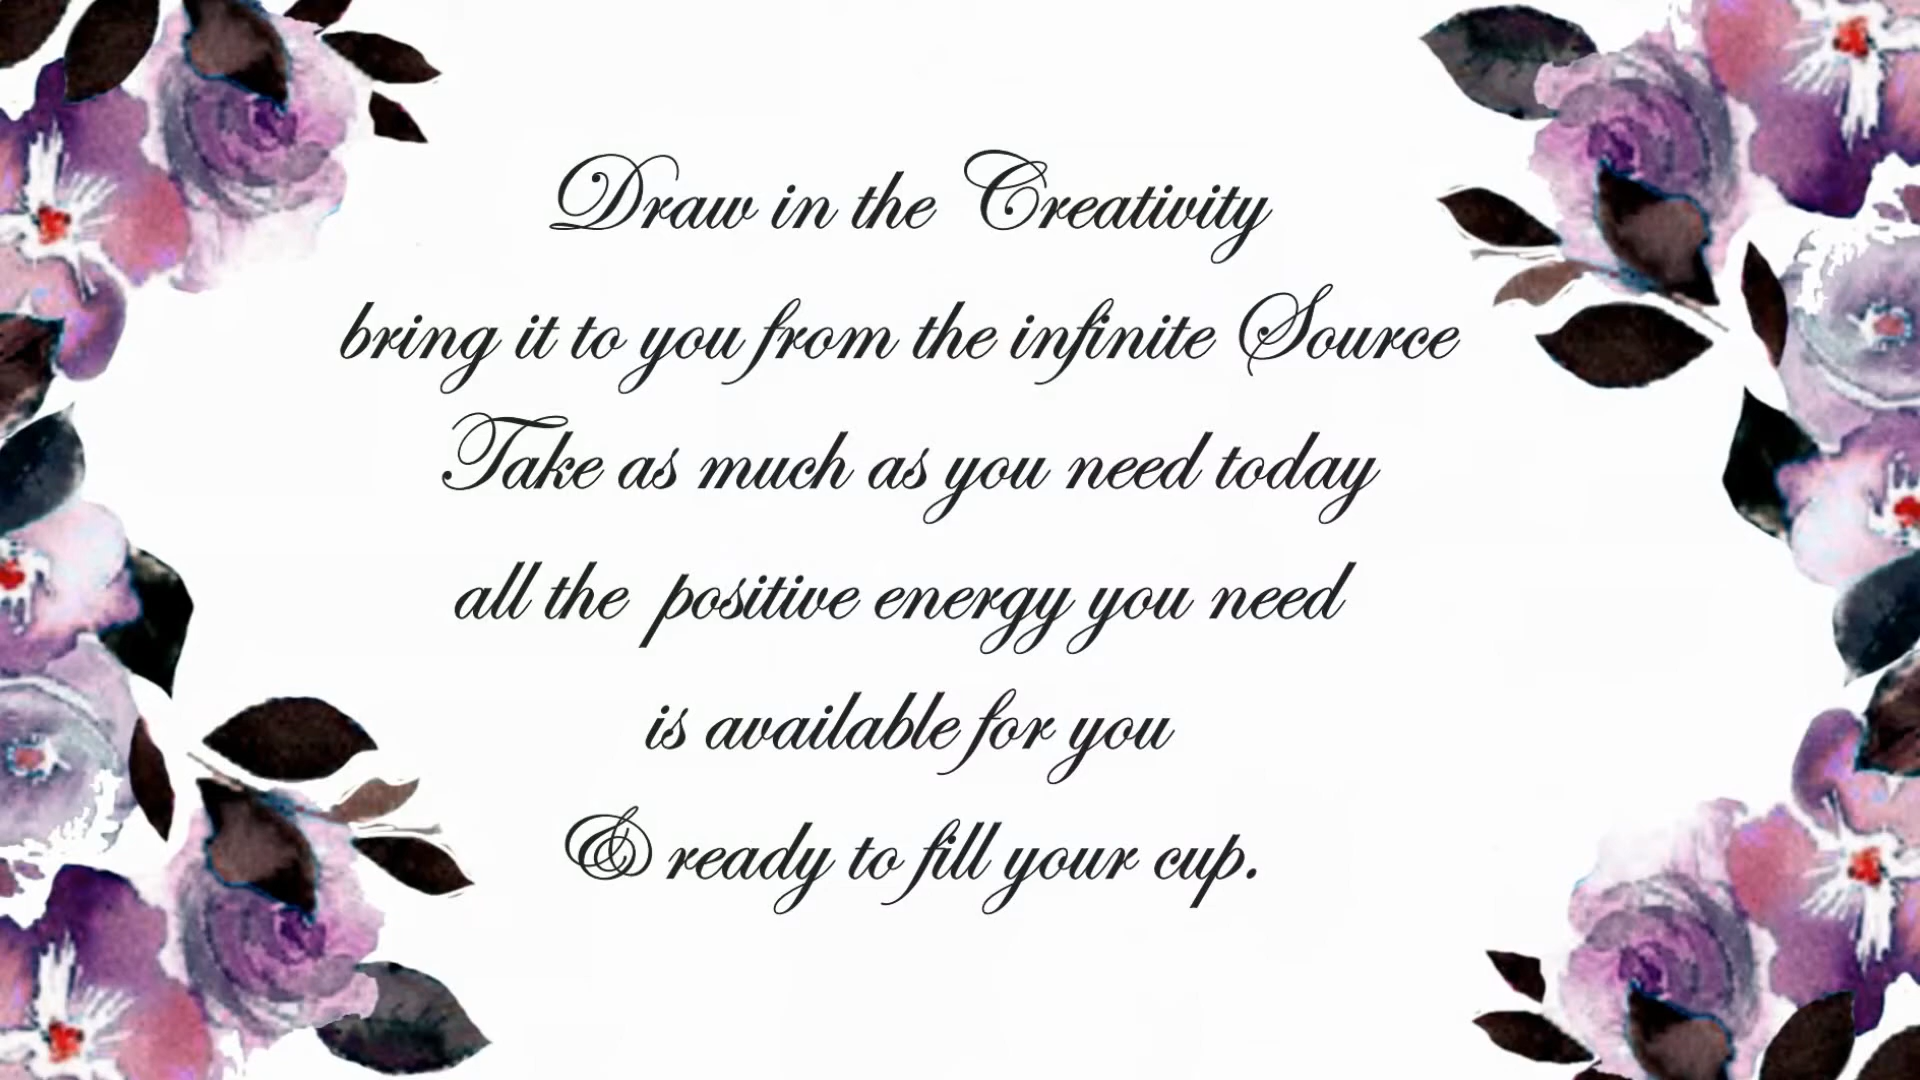 Draw in the Creativity
bring it to you from the infinite Source
Take as much as you need today
all the positive energy you need
is available for you
& ready to fill your cup.